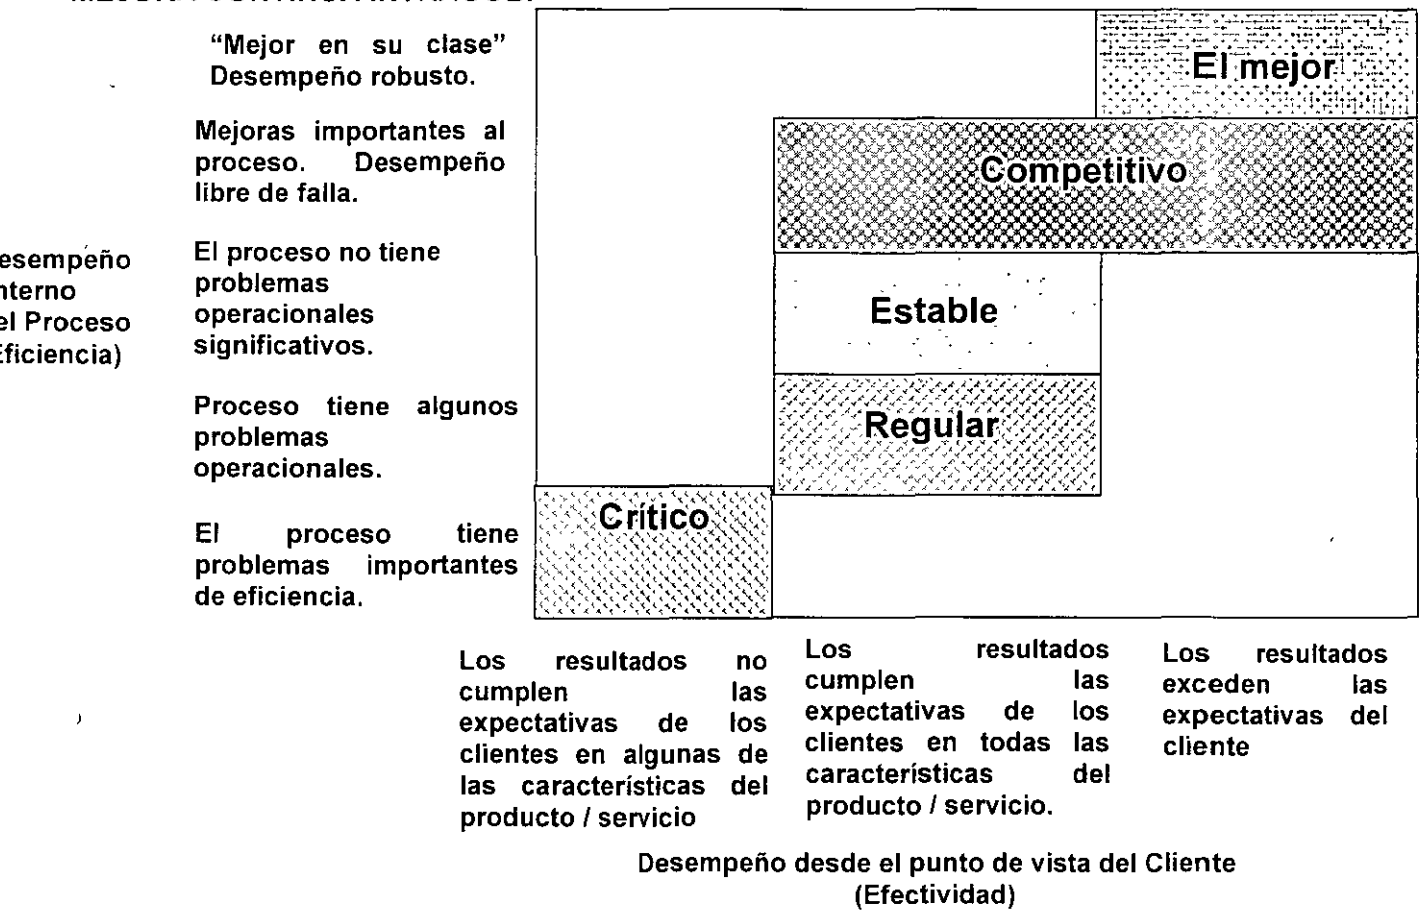 “Mejor en su clase”
Desempeño robusto.
El mejor
Mejoras importantes al
proceso. Desempeño
libre de falla.
Competitivo
esempeño
nterno
el Proceso
Eficiencia)
El proceso no tiene
problemas
operacionales
significativos.
Estable
Proceso tiene algunos
problemas
operacionales.
Regular
El proceso tiene
problemas importantes
de eficiencia.
Crítico
Los resultados no
cumplen las
expectativas de los
clientes en algunas de
las características del
producto / servicio
Los resultados
cumplen las
expectativas de los
clientes en todas las
características del
producto / servicio.
Los resultados
exceden las
expectativas del
cliente
Desempeño desde el punto de vista del Cliente
(Efectividad)